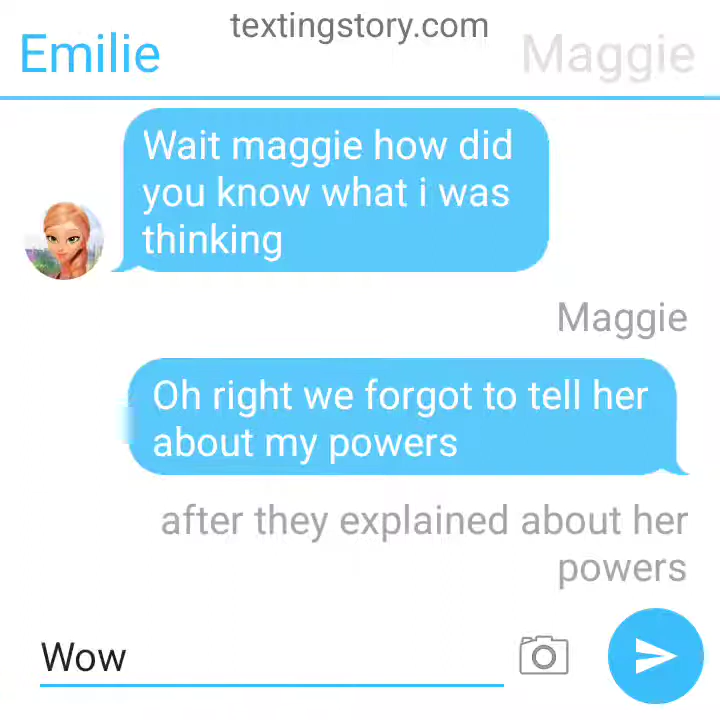 textingstory.com
Emilie
Maggie
Wait maggie how did
you know what i was
thinking
Maggie
Oh right we forgot to tell her
about my powers
after they explained about her
powers
Wow